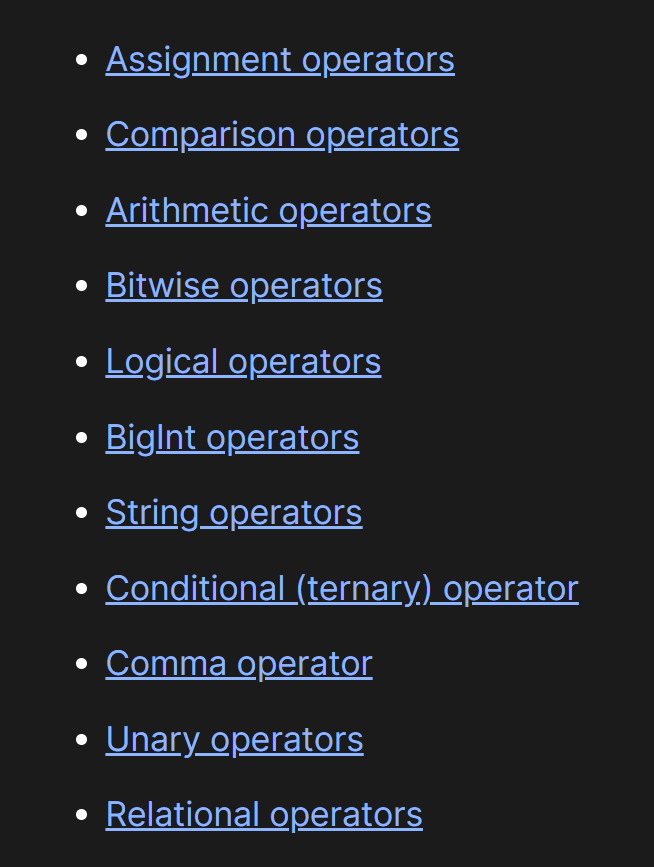 Assignment operators
Comparison operators
Arithmetic operators
Bitwise operators
Logical operators
BigInt operators
String operators
Conditional (ternary) operator
Comma operator
Unary operators
Relational operators